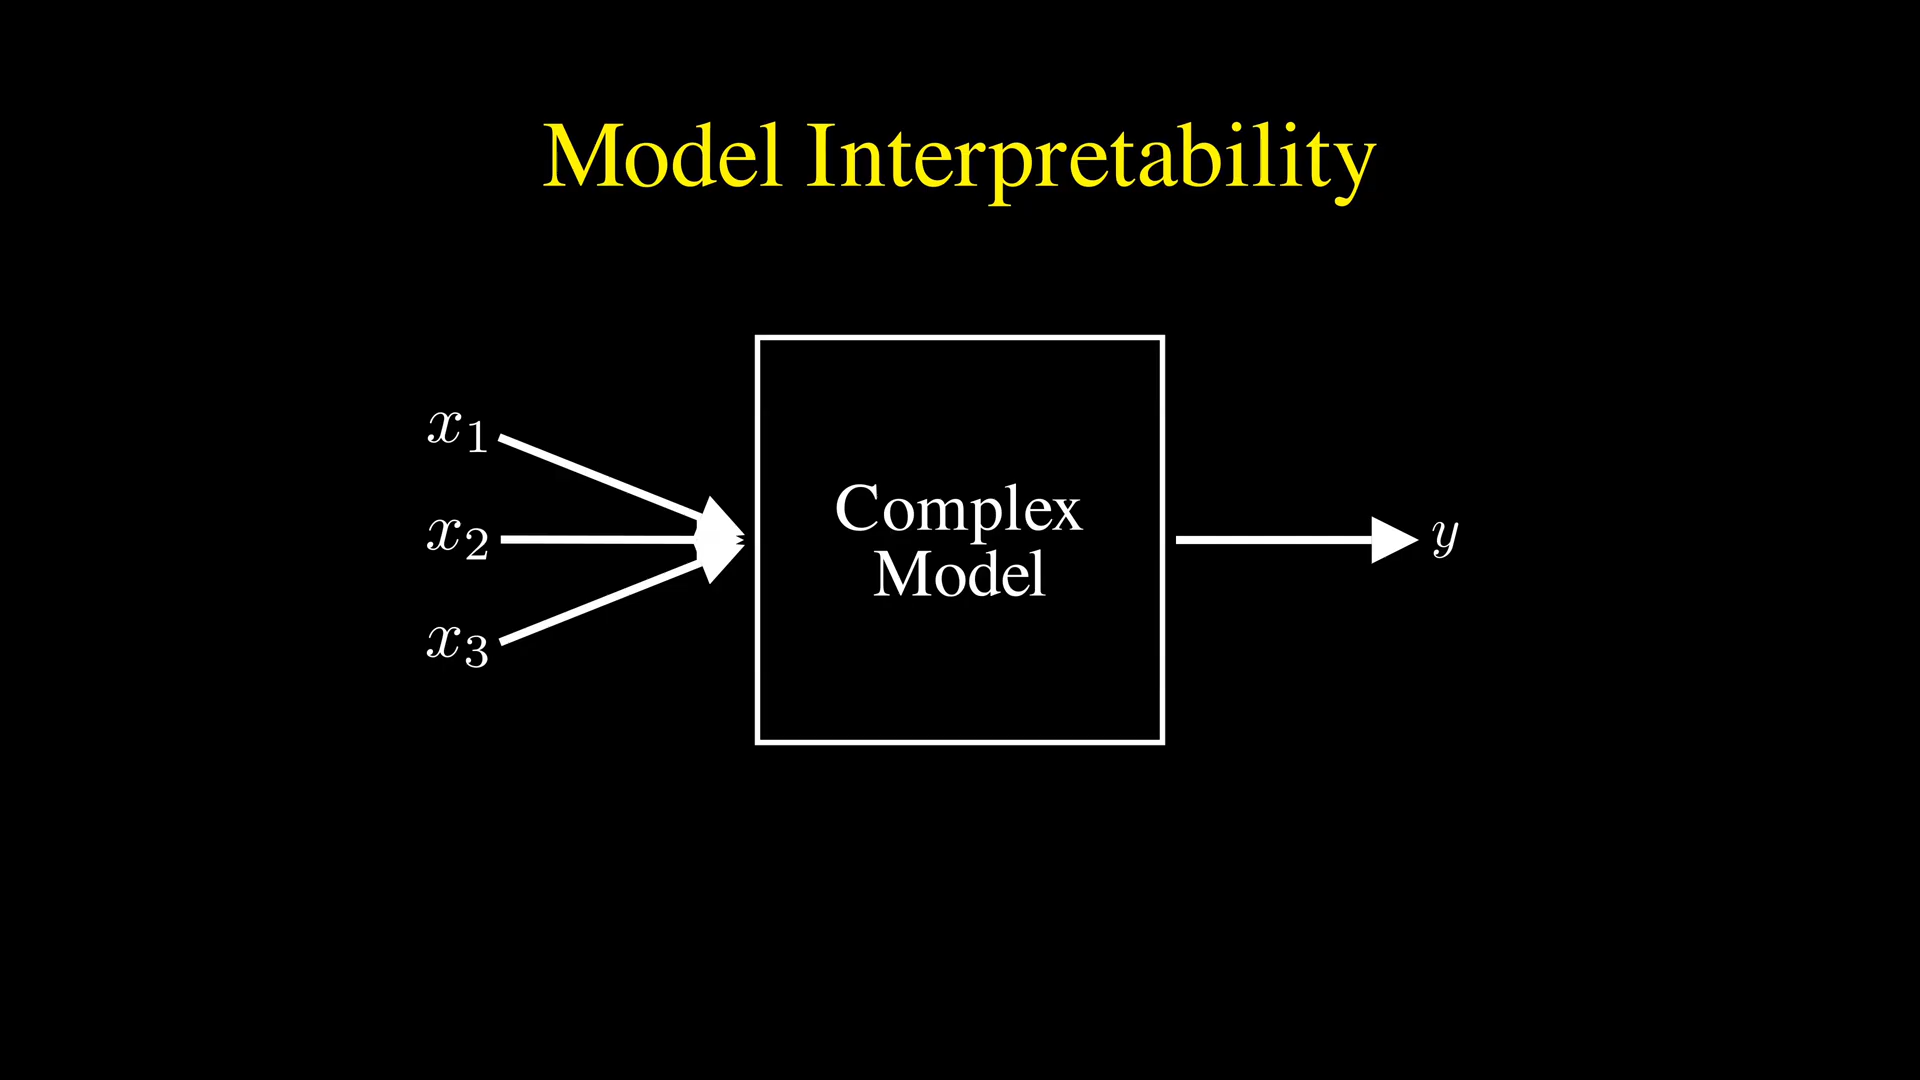 Model Interpretability
x₁
x₂
x₃
Complex
Model
y